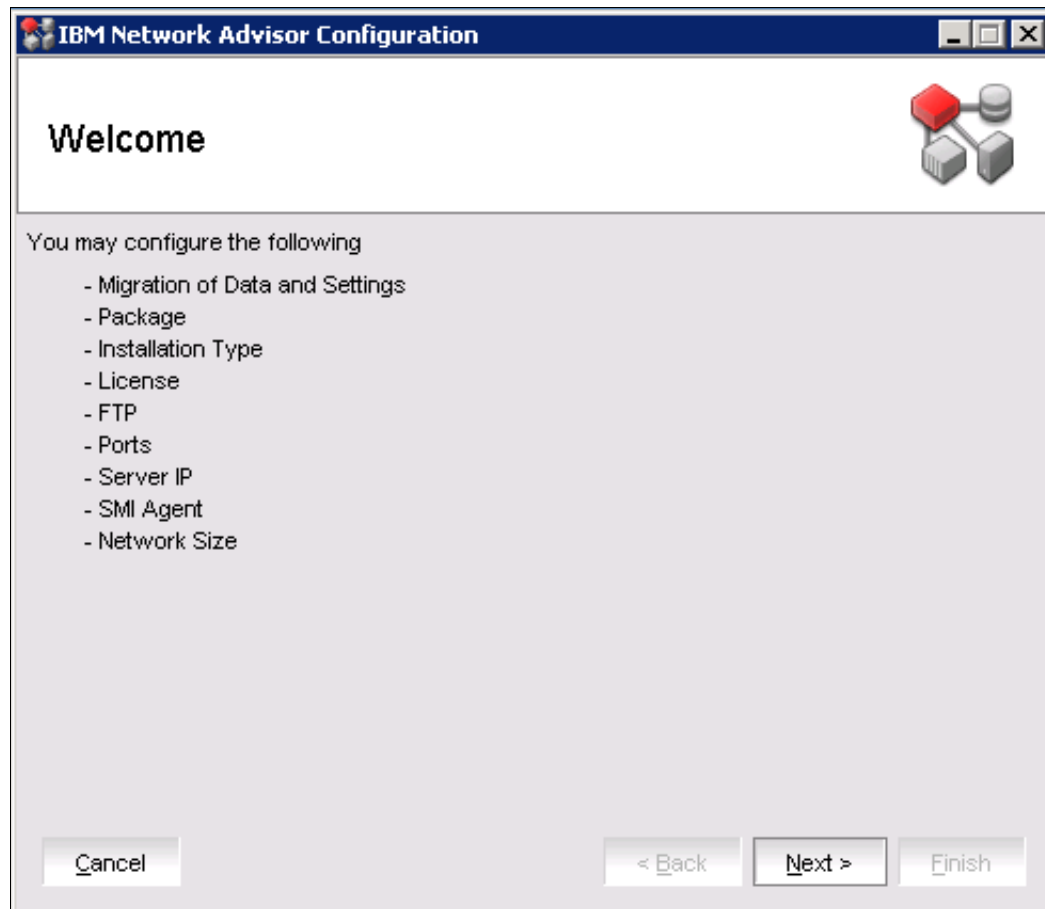 IBM Network Advisor Configuration
Welcome
You may configure the following
- Migration of Data and Settings
- Package
- Installation Type
- License
- FTP
- Ports
- Server IP
- SMI Agent
- Network Size
Cancel
< Back
Next >
Finish